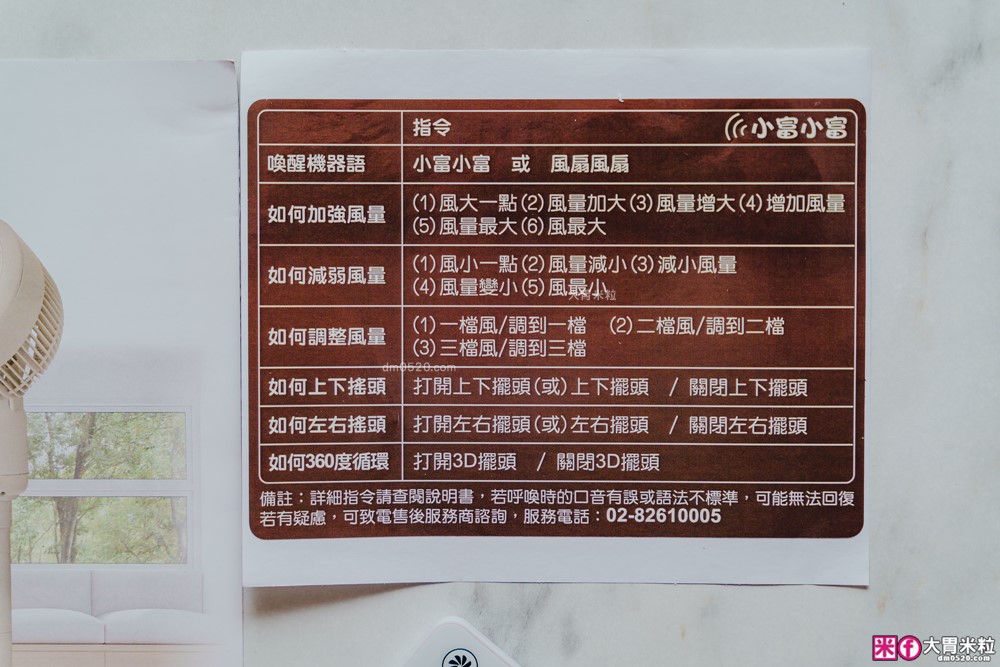 指令 小富小富
喚醒機器語 小富小富 或 風扇風扇
如何加強風量 (1)風大一點(2)風量加大(3)風量增大(4)增加風量
(5)風量最大(6)風最大
如何減弱風量 (1)風小一點(2)風量減小(3)減小風量
(4)風量變小(5)風最小
大胃米粒
如何調整風量 (1)一檔風/調到一檔 (2)二檔風/調到二檔
(3)三檔風/調到三檔
dm0520.com
如何上下搖頭 打開上下擺頭(或)上下擺頭 / 關閉上下擺頭
如何左右搖頭 打開左右擺頭(或)左右擺頭 / 關閉左右擺頭
如何360度循環 打開3D擺頭 / 關閉3D擺頭
備註：詳細指令請查閱說明書，若呼喚時的口音有誤或語法不標準，可能無法回復
若有疑慮，可致電售後服務商諮詢，服務電話：02-82610005
米 f 大胃米粒
dm0520.com